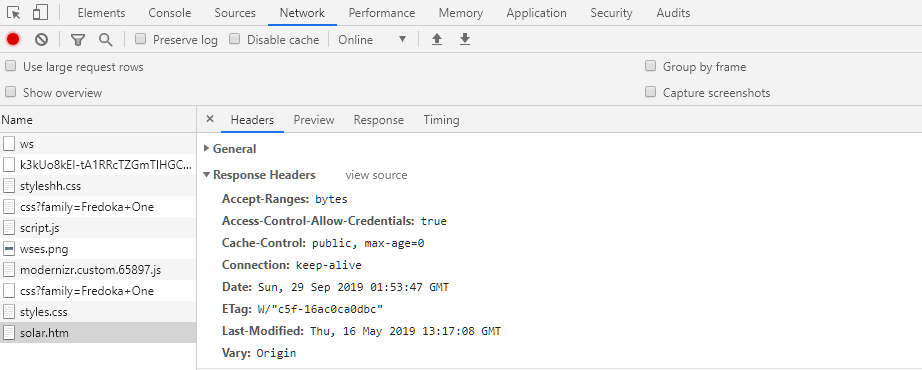 Elements Console Sources Network Performance Memory Application Security Audits
Preserve log Disable cache Online
Use large request rows Group by frame
Show overview Capture screenshots
Name
ws
k3kUo8kEI-tA1RRcTZGmTlHGC...
styleshh.css
css?family=Fredoka+One
script.js
wses.png
modernizr.custom.65897.js
css?family=Fredoka+One
styles.css
solar.htm
× Headers Preview Response Timing
General
Response Headers view source
Accept-Ranges: bytes
Access-Control-Allow-Credentials: true
Cache-Control: public, max-age=0
Connection: keep-alive
Date: Sun, 29 Sep 2019 01:53:47 GMT
ETag: W/"c5f-16ac0ca0dbc"
Last-Modified: Thu, 16 May 2019 13:17:08 GMT
Vary: Origin